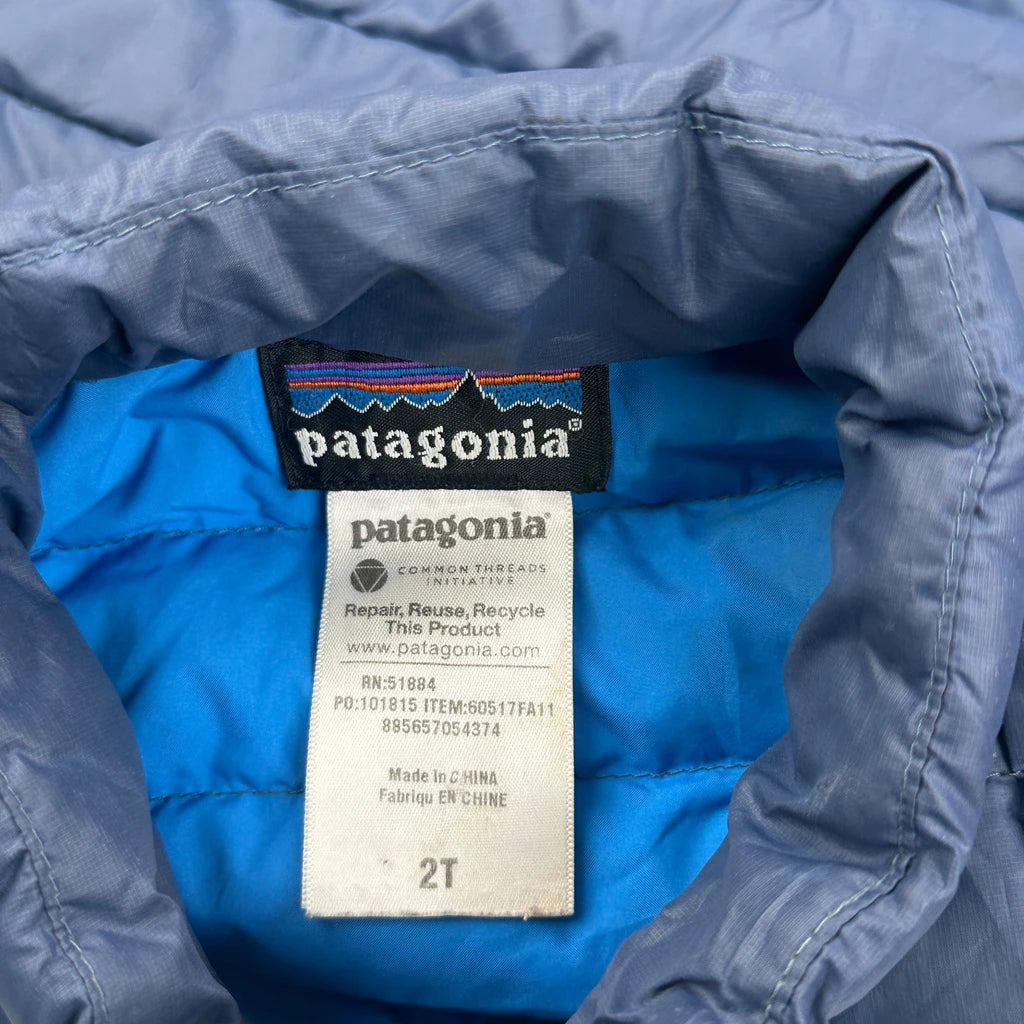 patagonia®
patagonia®
COMMON THREADS
INITIATIVE
Repair, Reuse, Recycle
This Product
www.patagonia.com
RN:51884
PO:101815 ITEM:60517FA11
885657054374
Made in CHINA
Fabriqu EN CHINE
2T